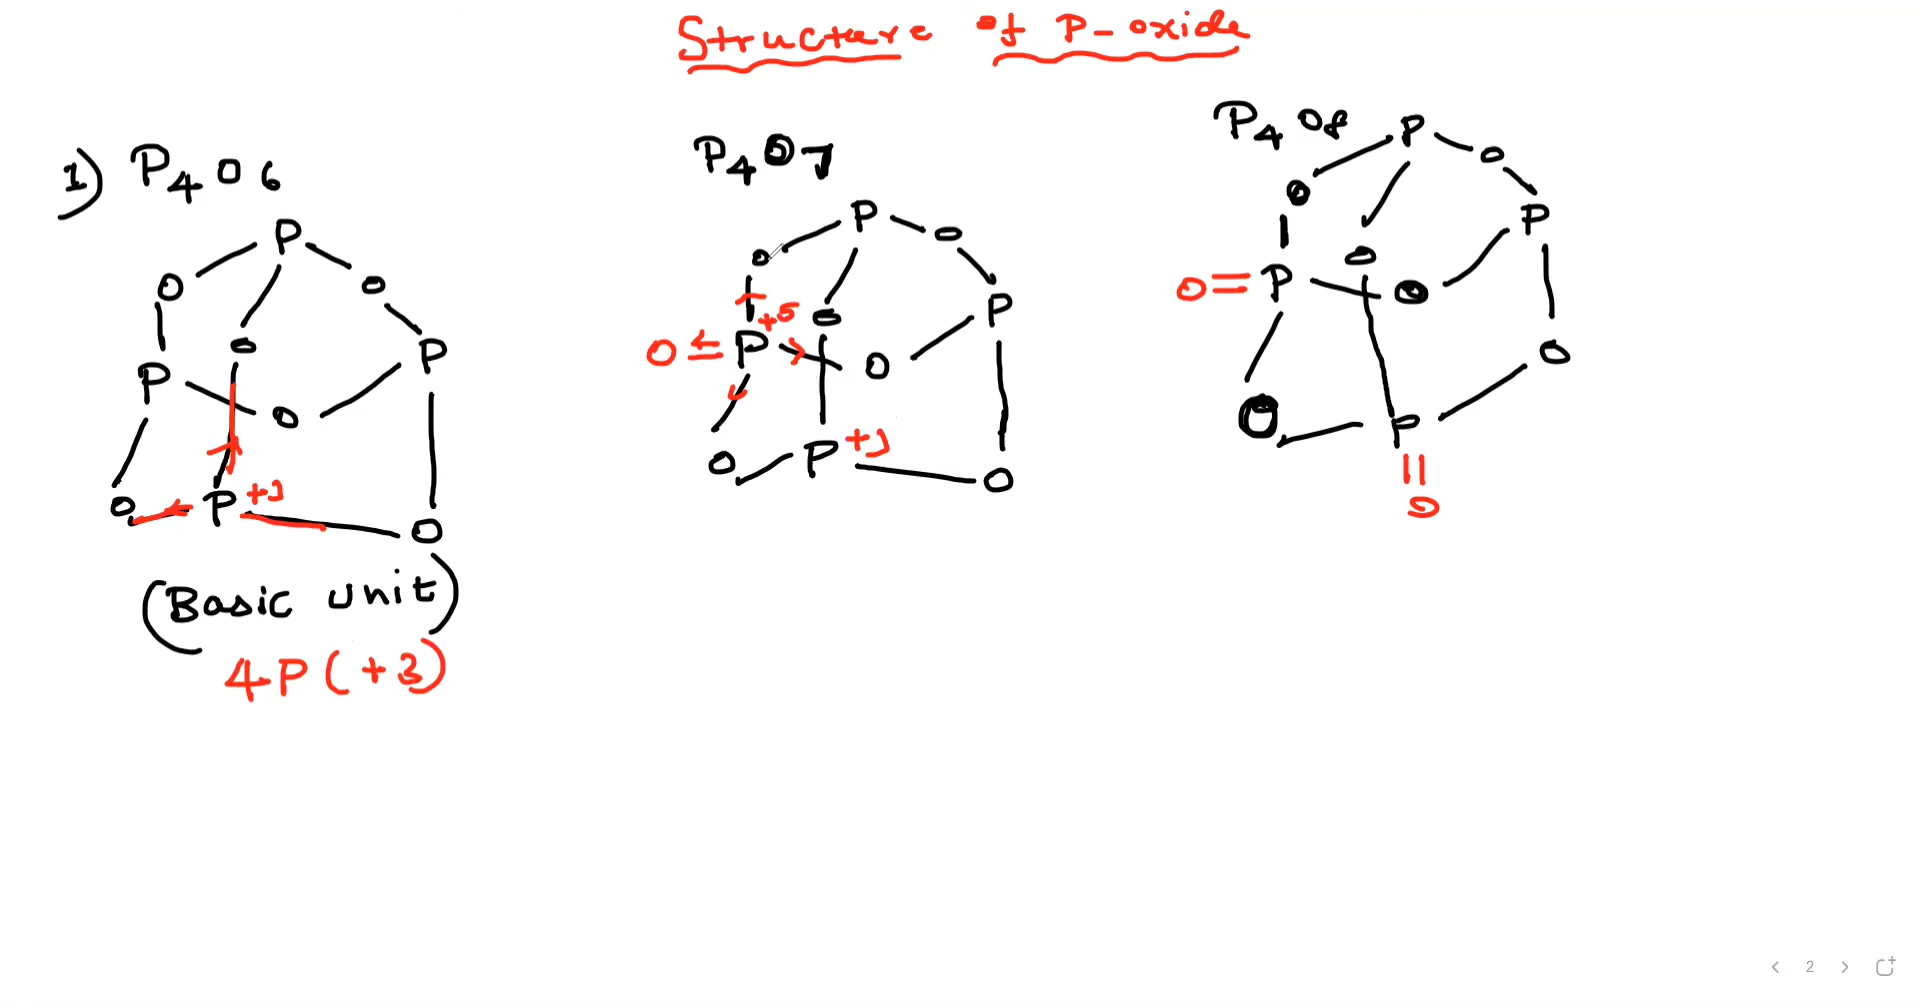 Structure of P-oxide
1) P4O6
P4O7
P4O8
P
O
O
O
P
P
O
O
P +3
O
(Basic unit)
4P(+3)
P
O
O
+5
O
O = P
P
O
O
P +3
O
P
O
O
P
O = P
O
O
O
O
P
O